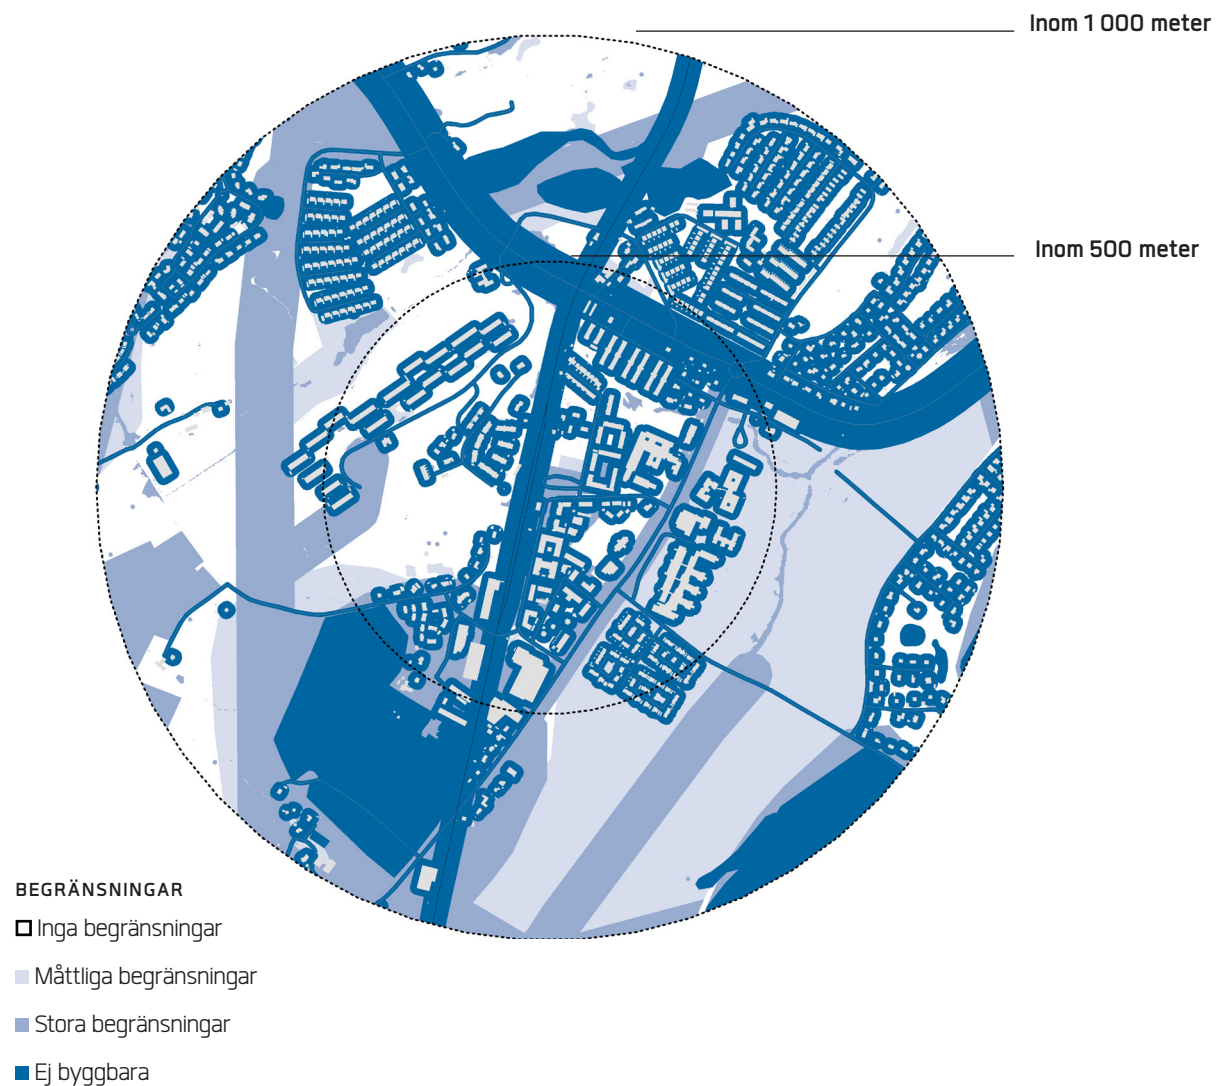 Inom 1 000 meter
Inom 500 meter
BEGRÄNSNINGAR
Inga begränsningar
Måttliga begränsningar
Stora begränsningar
Ej byggbara